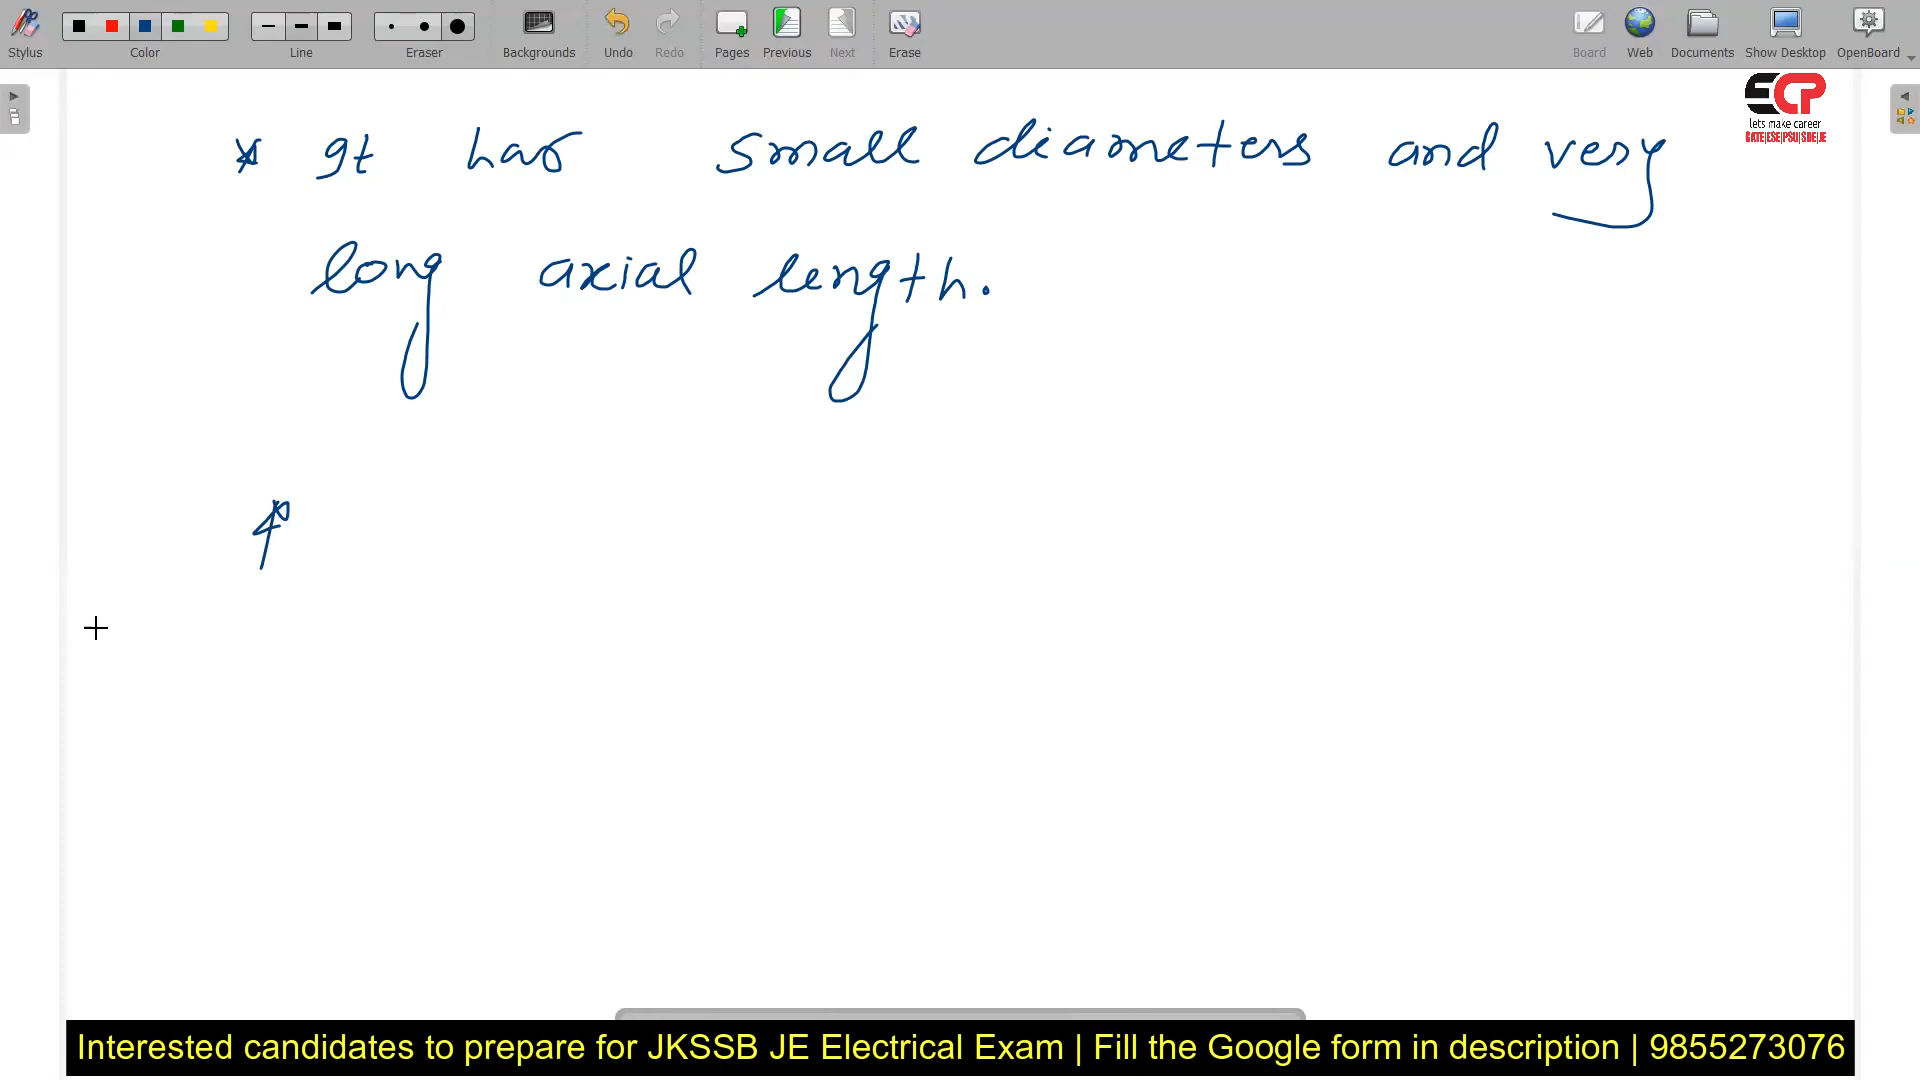 Stylus Color Line Eraser Backgrounds Undo Redo Pages Previous Next Erase Board Web Documents Show Desktop OpenBoard
ECP
lets make career
GATE|ESE|PSU|SDE|JE
* It has small diameters and very
long axial length.
*
Interested candidates to prepare for JKSSB JE Electrical Exam | Fill the Google form in description | 9855273076